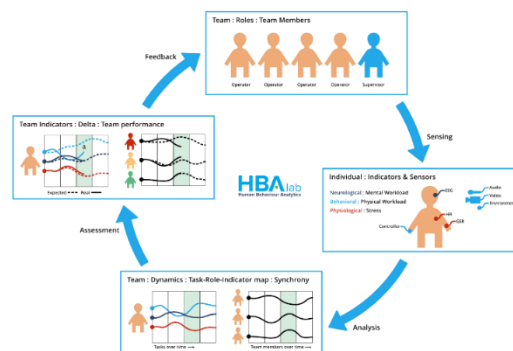 Team : Roles : Team Members
Operator
Operator
Operator
Operator
Supervisor
Feedback
Sensing
Team Indicators : Delta : Team performance
Expected
Real
HBA lab
Human Behaviour Analytics
Individual : Indicators & Sensors
Neurological : Mental Workload
Behavioral : Physical Workload
Physiological : Stress
EEG
Audio
Video
Environment
HR
GSR
Controller
Assessment
Analysis
Team : Dynamics : Task-Role-Indicator map : Synchrony
Tasks over time
Team members over time